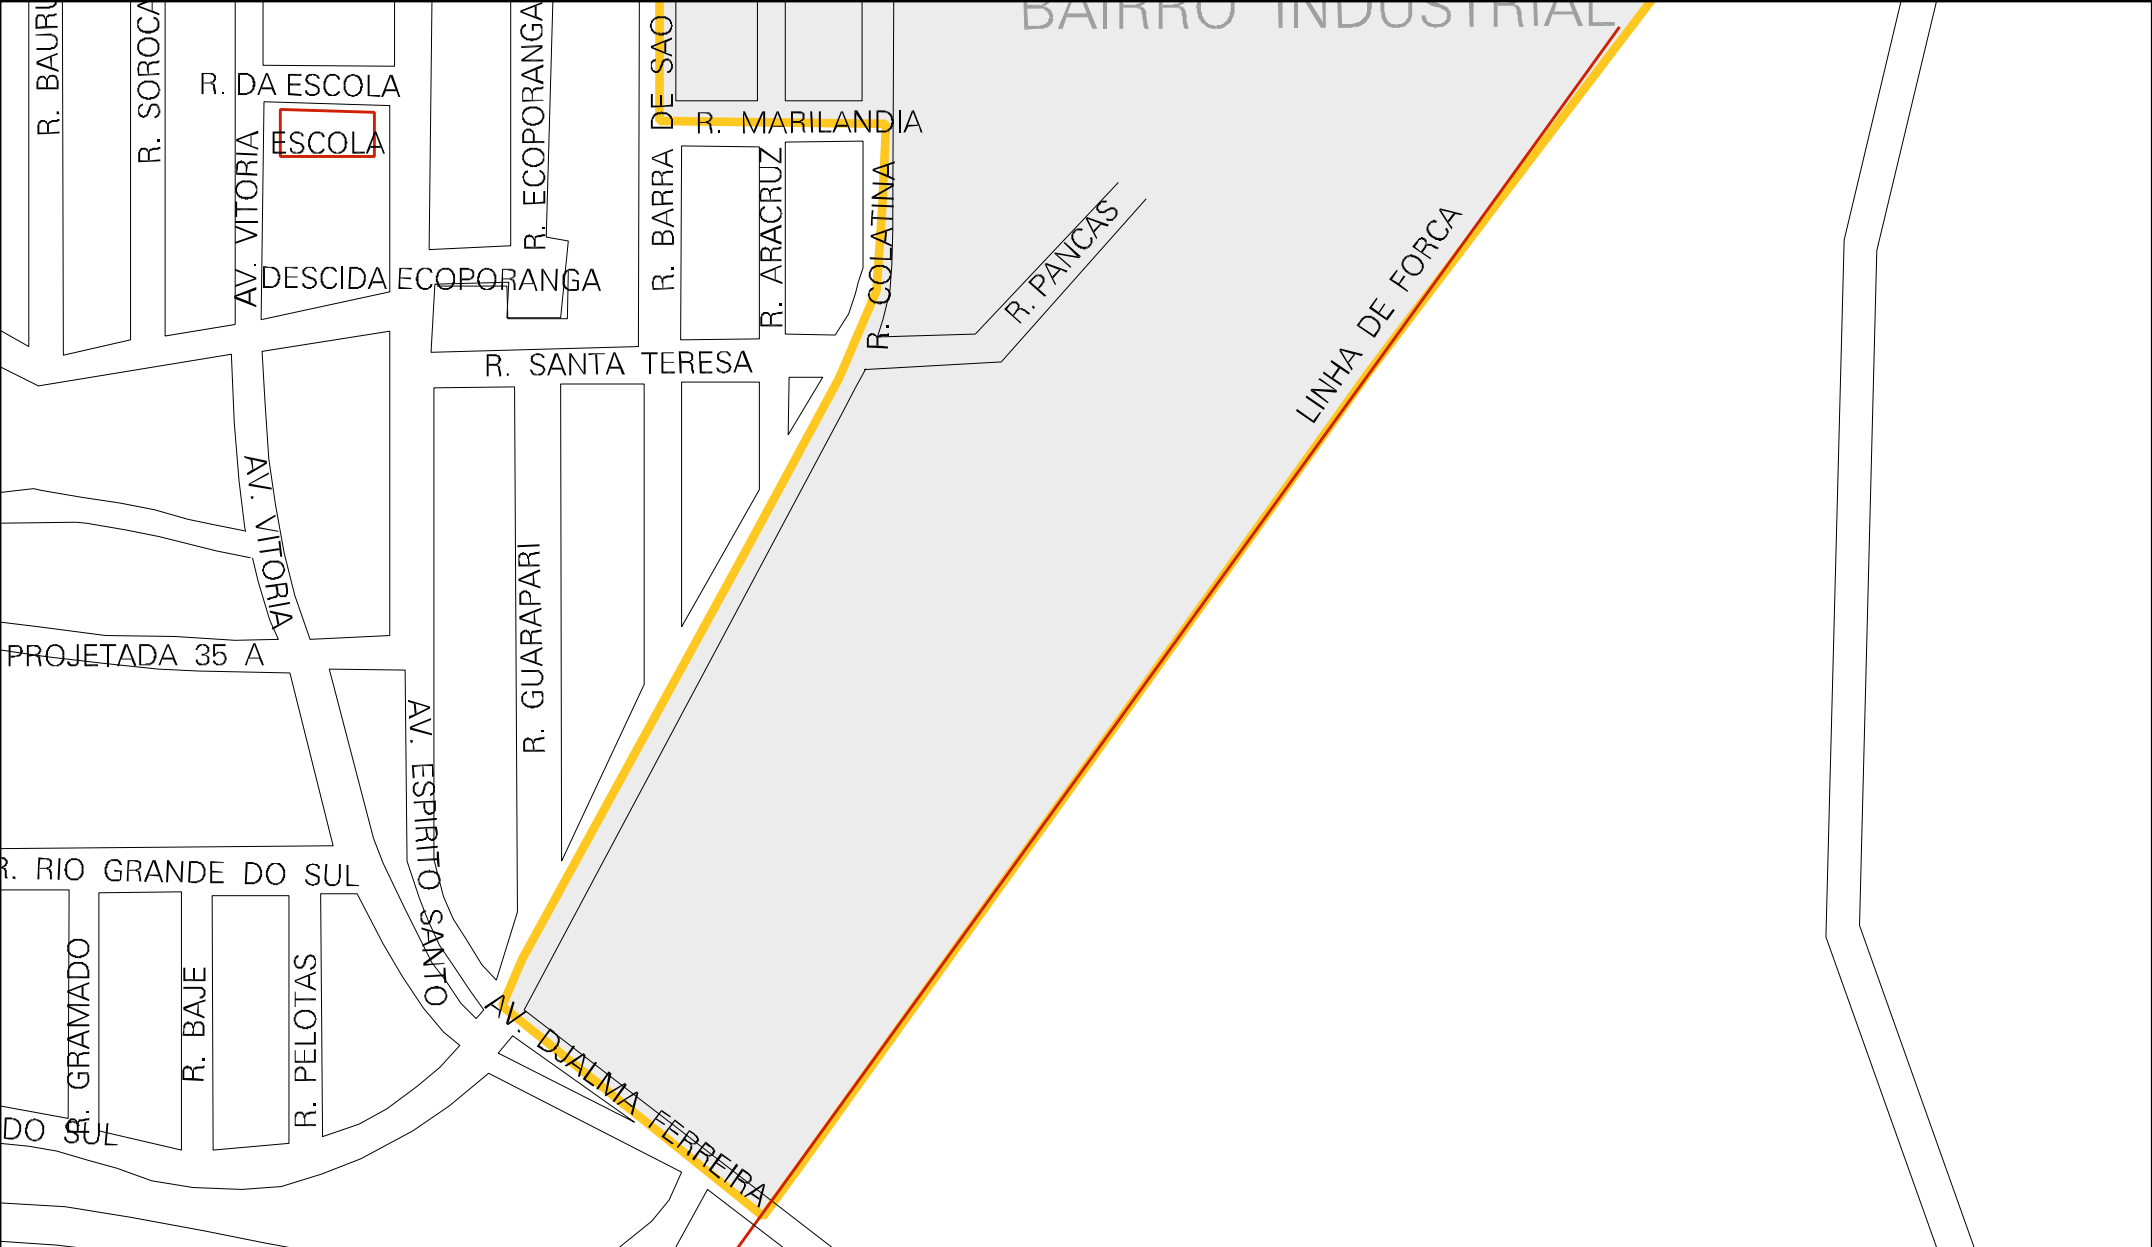 BAIRRO INDUSTRIAL
R. BAURU
R. SOROCA
R. ECOPORANGA
R. BARRA DE SAO
R. DA ESCOLA
ESCOLA
R. MARILANDIA
AV. VITORIA
R. ARACRUZ
R. COLATINA
R. PANCAS
LINHA DE FORCA
DESCIDA ECOPORANGA
R. SANTA TERESA
AV. VITORIA
R. GUARAPARI
PROJETADA 35 A
AV. ESPIRITO SANTO
R. RIO GRANDE DO SUL
R. GRAMADO
R. BAJE
R. PELOTAS
AV. DJALMA FERREIRA
DO SUL